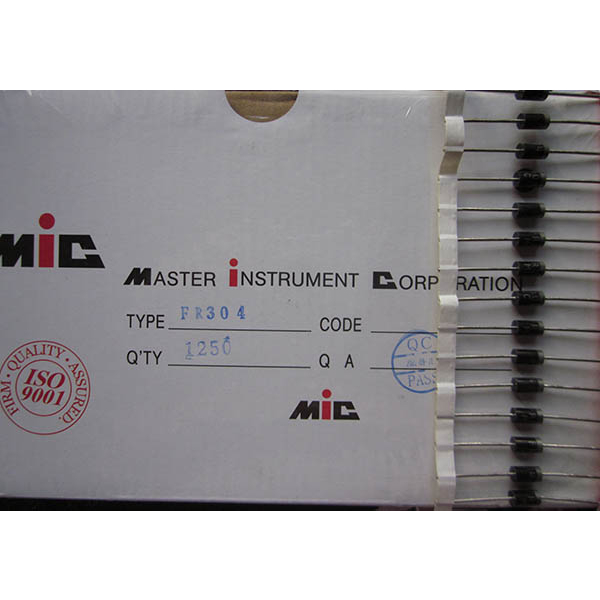 MiC
MASTER INSTRUMENT CORPORATION
TYPE FR304 CODE
Q'TY 1250 Q A
QC
PASS
FIRM · QUALITY · ASSURED.
ISO
9001
MiC